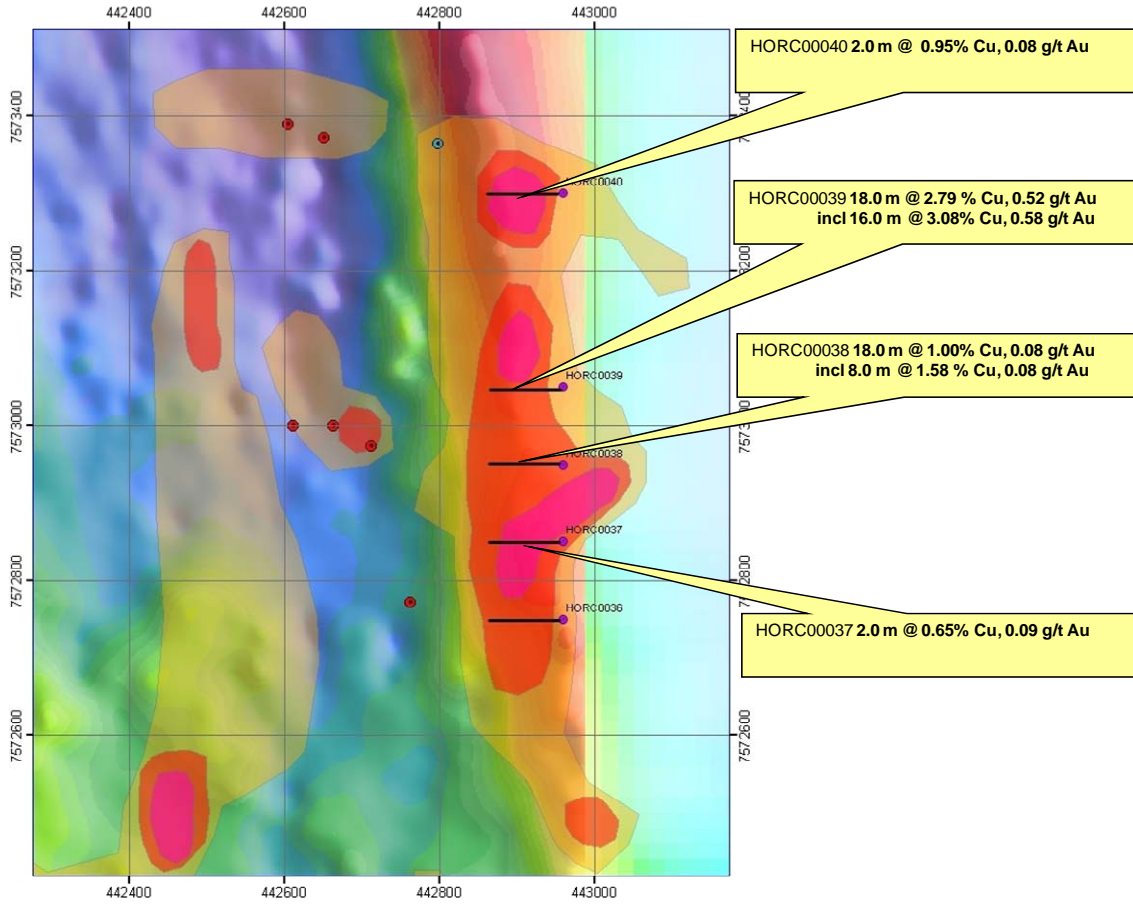 442400 442600 442800 443000
HORC00040 2.0 m @ 0.95% Cu, 0.08 g/t Au
7573400
HORC0040
HORC00039 18.0 m @ 2.79 % Cu, 0.52 g/t Au
incl 16.0 m @ 3.08% Cu, 0.58 g/t Au
7573200
HORC00038 18.0 m @ 1.00% Cu, 0.08 g/t Au
incl 8.0 m @ 1.58 % Cu, 0.08 g/t Au
HORC0039
7573000
HORC0038
HORC0037
7572800
HORC0036
HORC00037 2.0 m @ 0.65% Cu, 0.09 g/t Au
7572600 7572600
442400 442600 442800 443000